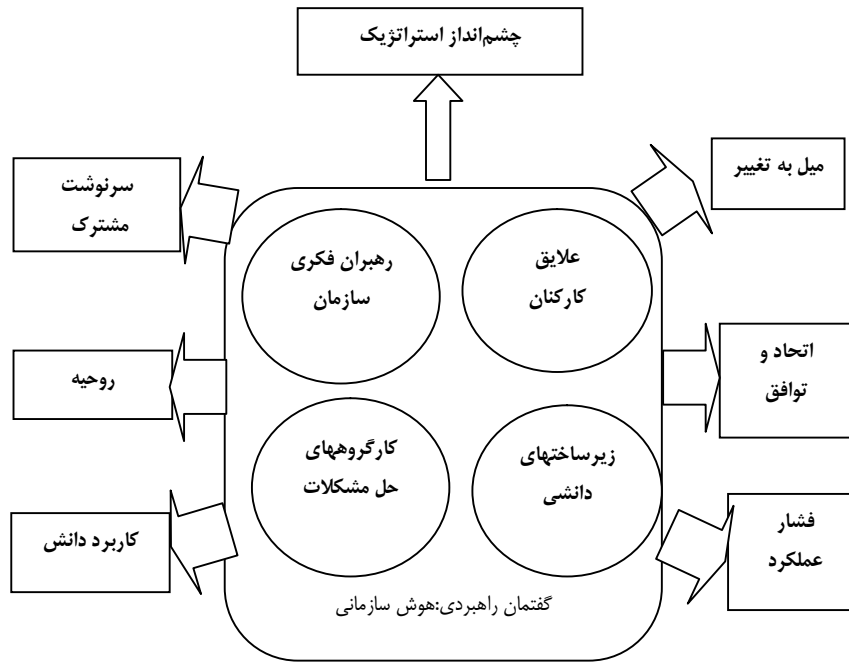 چشم‌انداز استراتژیک
میل به تغییر
سرنوشت
مشترک
علایق
کارکنان
رهبران فکری
سازمان
اتحاد و
توافق
روحیه
زیرساختهای
دانشی
کارگروههای
حل مشکلات
فشار
عملکرد
کاربرد دانش
گفتمان راهبردی:هوش سازمانی